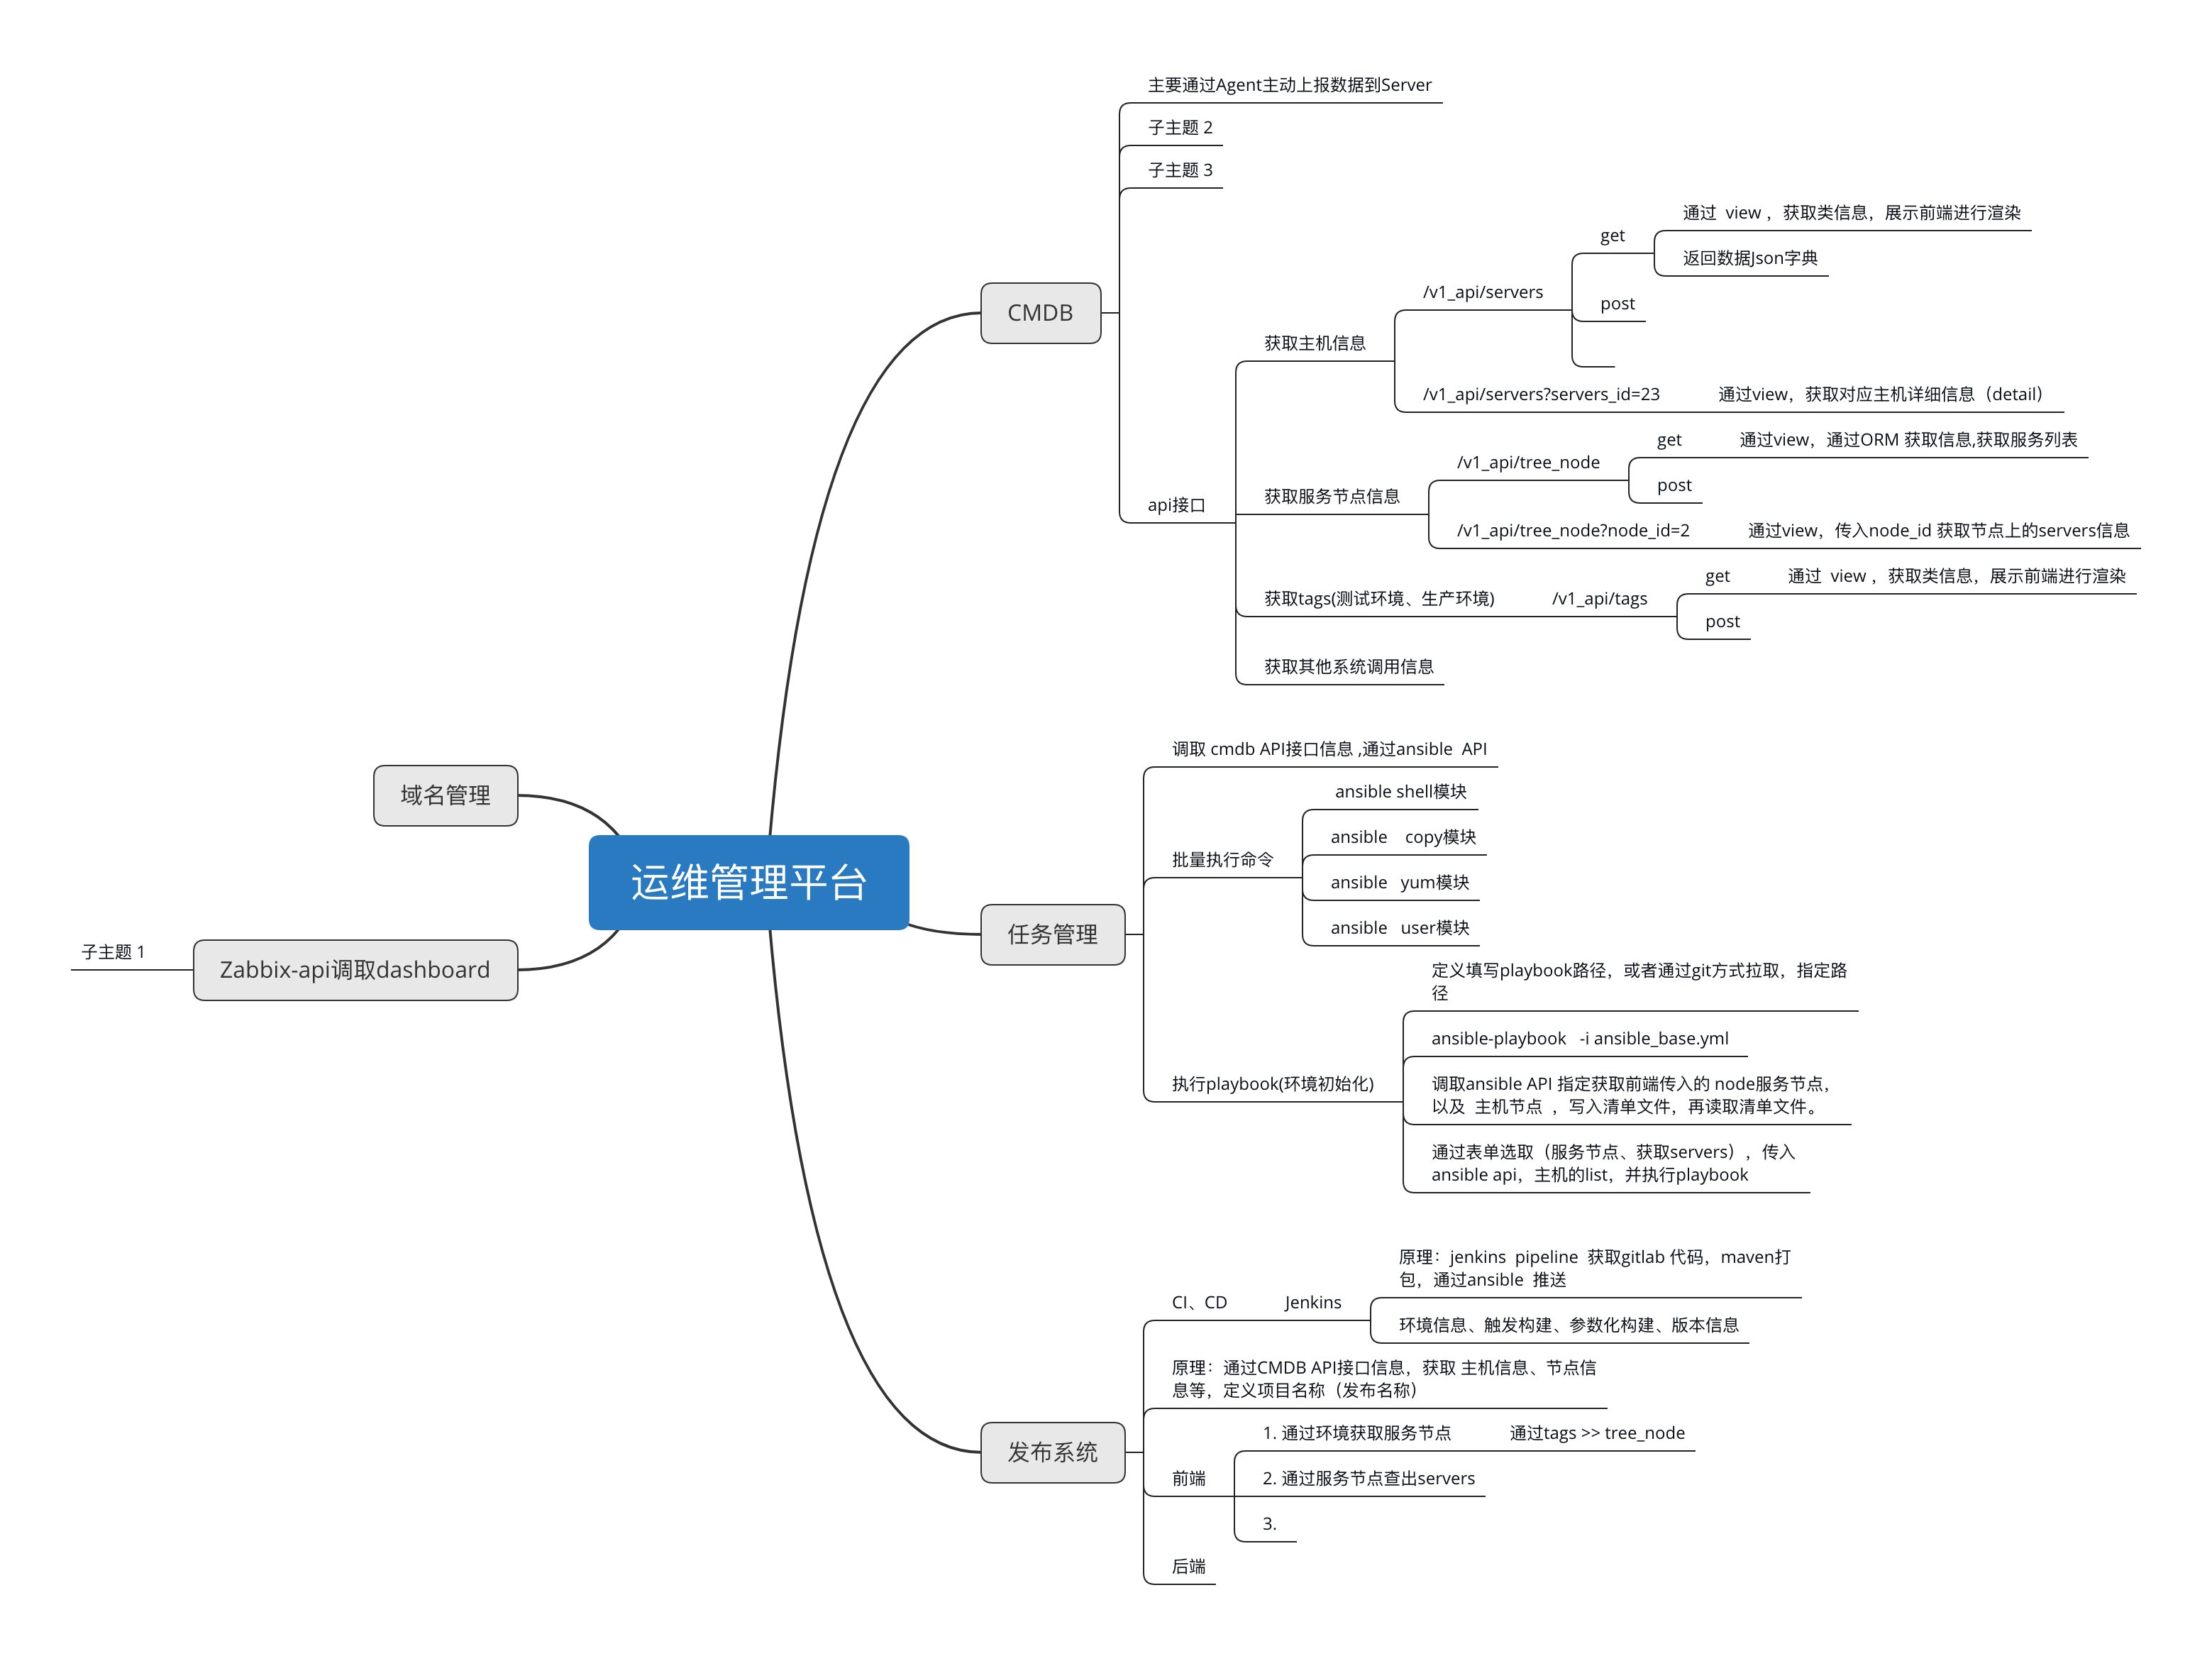 主要通过Agent主动上报数据到Server
子主题 2
子主题 3
通过 view ，获取类信息，展示前端进行渲染
get
返回数据Json字典
/v1_api/servers
post
CMDB
获取主机信息
/v1_api/servers?servers_id=23
通过view，获取对应主机详细信息（detail）
get
通过view，通过ORM 获取信息,获取服务列表
/v1_api/tree_node
post
api接口
获取服务节点信息
/v1_api/tree_node?node_id=2
通过view，传入node_id 获取节点上的servers信息
get
通过 view ，获取类信息，展示前端进行渲染
获取tags(测试环境、生产环境)
/v1_api/tags
post
获取其他系统调用信息
域名管理
运维管理平台
子主题 1
Zabbix-api调取dashboard
调取 cmdb API接口信息 ,通过ansible API
ansible shell模块
ansible copy模块
批量执行命令
ansible yum模块
ansible user模块
任务管理
定义填写playbook路径，或者通过git方式拉取，指定路
径
ansible-playbook -i ansible_base.yml
执行playbook(环境初始化)
调取ansible API 指定获取前端传入的 node服务节点，
以及 主机节点 ，写入清单文件，再读取清单文件。
通过表单选取（服务节点、获取servers），传入
ansible api，主机的list，并执行playbook
原理：jenkins pipeline 获取gitlab 代码，maven打
包，通过ansible 推送
CI、CD
Jenkins
环境信息、触发构建、参数化构建、版本信息
原理：通过CMDB API接口信息，获取 主机信息、节点信
息等，定义项目名称（发布名称）
发布系统
1. 通过环境获取服务节点
通过tags >> tree_node
前端
2. 通过服务节点查出servers
3.
后端